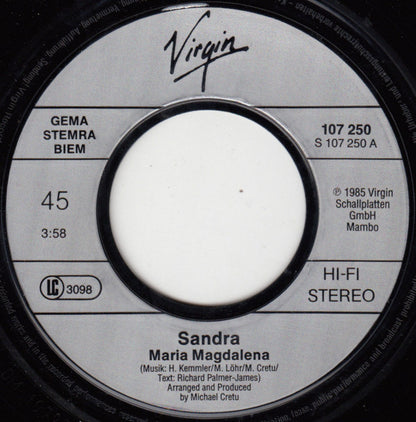 Virgin
GEMA
STEMRA
BIEM
107 250
S 107 250 A
45
3:58
℗ 1985 Virgin
Schallplatten
GmbH
Mambo
LC 3098
HI-FI
STEREO
Sandra
Maria Magdalena
(Musik: H. Kemmler/M. Löhr/M. Cretu/
Text: Richard Palmer-James)
Arranged and Produced
by Michael Cretu